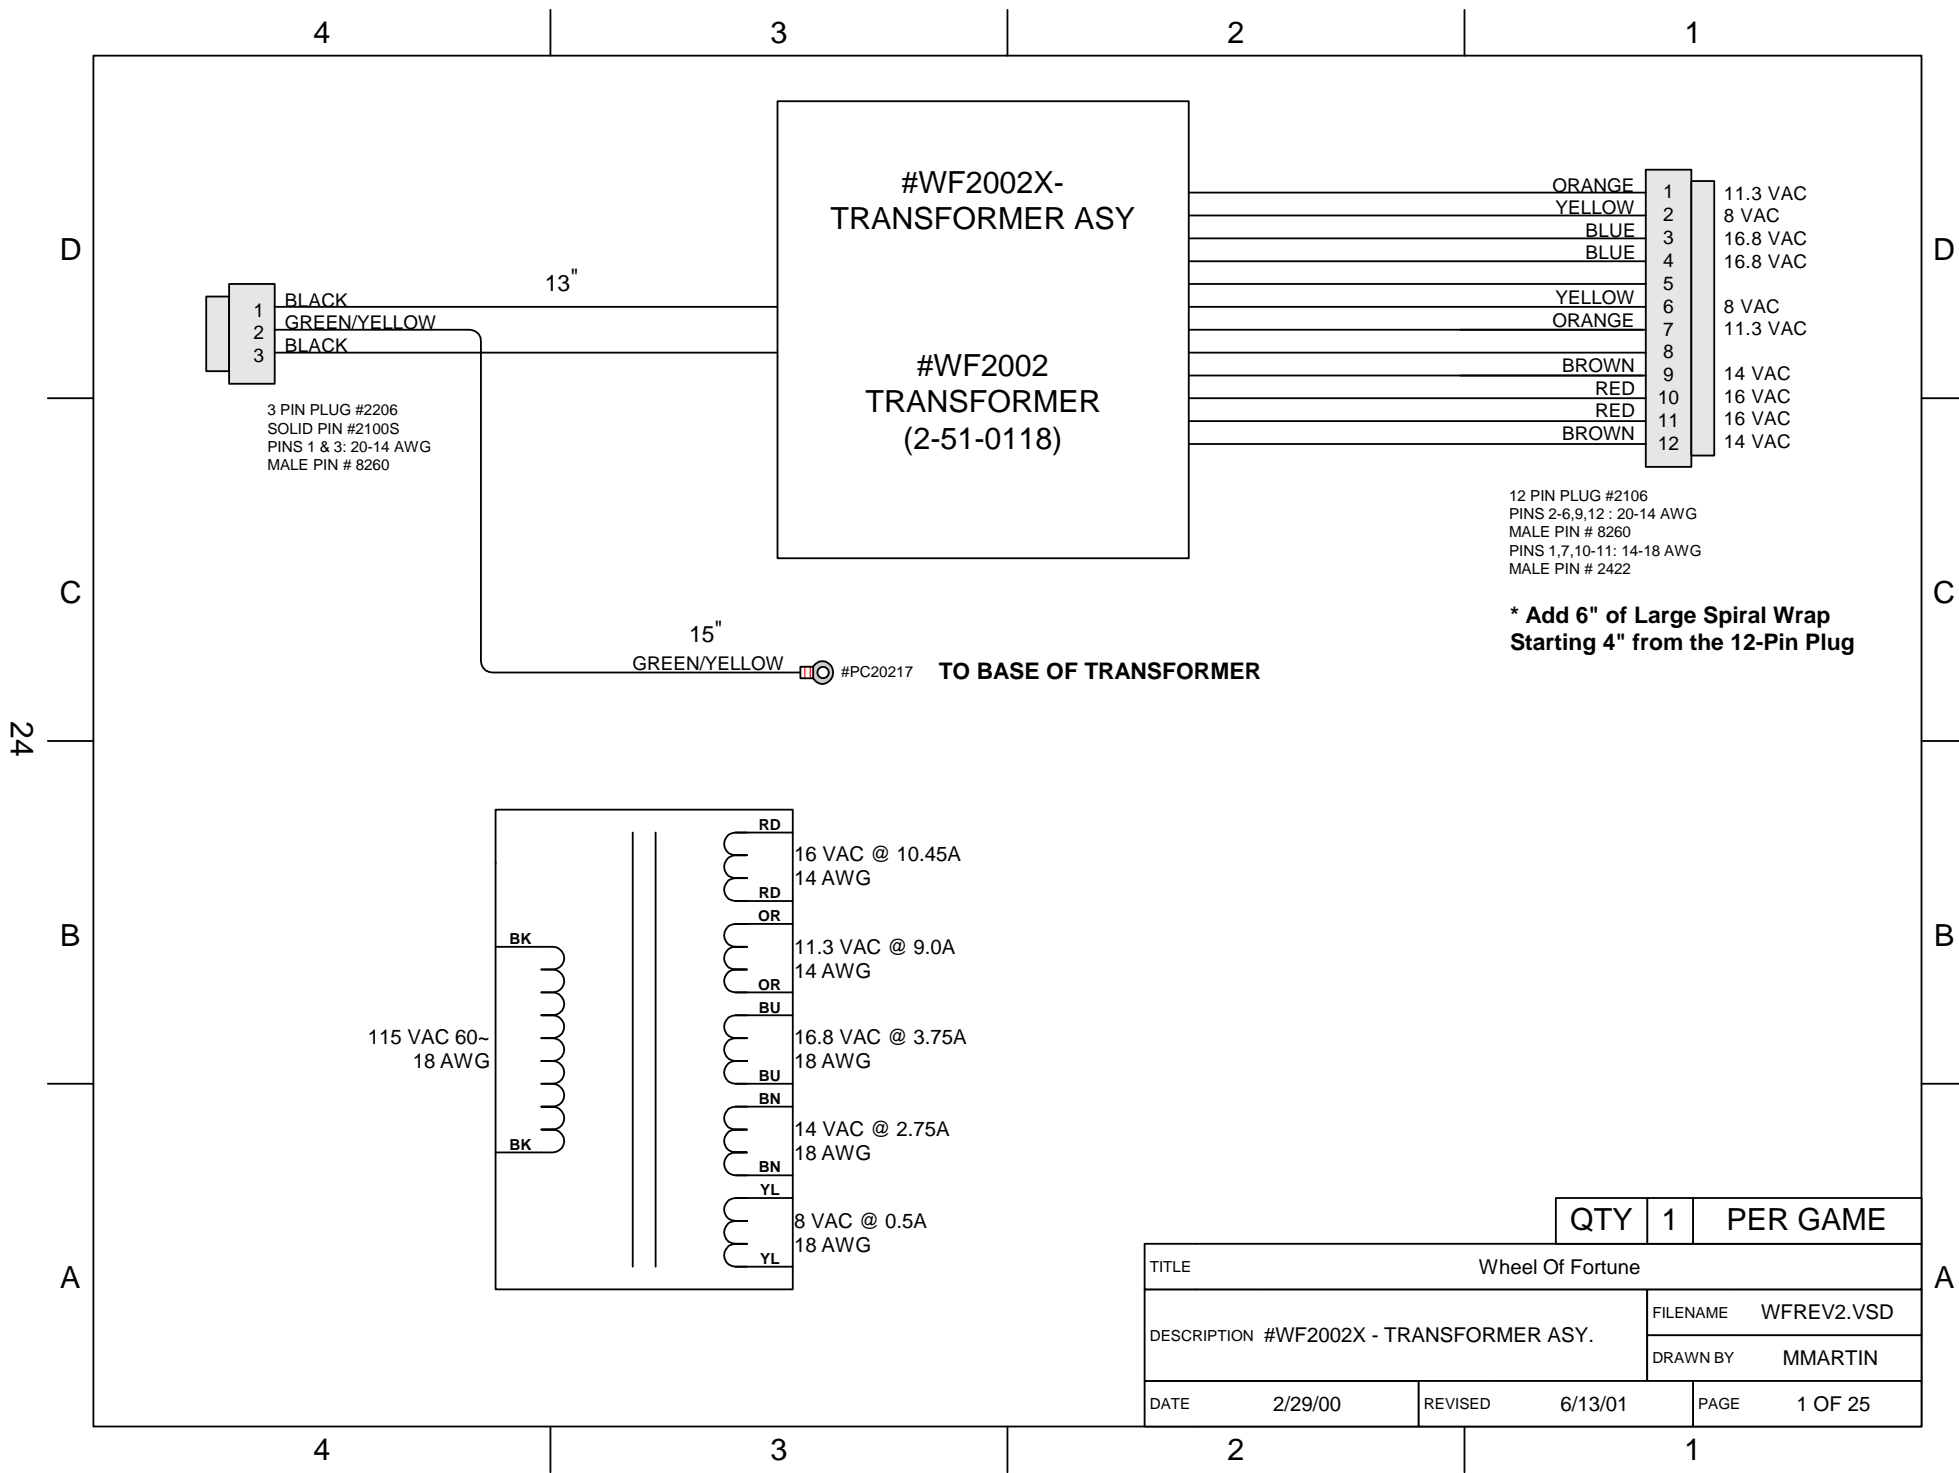 4 3 2 1
#WF2002X-
TRANSFORMER ASY
#WF2002
TRANSFORMER
(2-51-0118)
D
D
13"
1 BLACK
2 GREEN/YELLOW
3 BLACK
3 PIN PLUG #2206
SOLID PIN #2100S
PINS 1 & 3: 20-14 AWG
MALE PIN # 8260
ORANGE 1 11.3 VAC
YELLOW 2 8 VAC
BLUE 3 16.8 VAC
BLUE 4 16.8 VAC
5
YELLOW 6 8 VAC
ORANGE 7 11.3 VAC
8
BROWN 9 14 VAC
RED 10 16 VAC
RED 11 16 VAC
BROWN 12 14 VAC
12 PIN PLUG #2106
PINS 2-6,9,12 : 20-14 AWG
MALE PIN # 8260
PINS 1,7,10-11: 14-18 AWG
MALE PIN # 2422
C
C
* Add 6" of Large Spiral Wrap
Starting 4" from the 12-Pin Plug
15"
GREEN/YELLOW #PC20217 TO BASE OF TRANSFORMER
24
B
B
BK
BK
115 VAC 60~
18 AWG
RD
16 VAC @ 10.45A
14 AWG
RD
OR
11.3 VAC @ 9.0A
14 AWG
OR
BU
16.8 VAC @ 3.75A
18 AWG
BU
BN
14 VAC @ 2.75A
18 AWG
BN
YL
8 VAC @ 0.5A
18 AWG
YL
A
A
QTY 1 PER GAME
TITLE Wheel Of Fortune
DESCRIPTION #WF2002X - TRANSFORMER ASY.
FILENAME WFREV2.VSD
DRAWN BY MMARTIN
DATE 2/29/00 REVISED 6/13/01 PAGE 1 OF 25
4 3 2 1